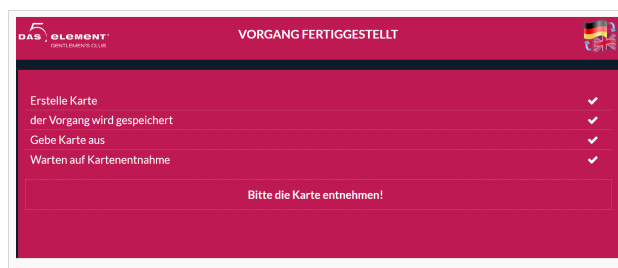 5
DAS ELEMENT
GENTLEMEN'S CLUB
VORGANG FERTIGGESTELLT
Erstelle Karte
der Vorgang wird gespeichert
Gebe Karte aus
Warten auf Kartenentnahme
Bitte die Karte entnehmen!